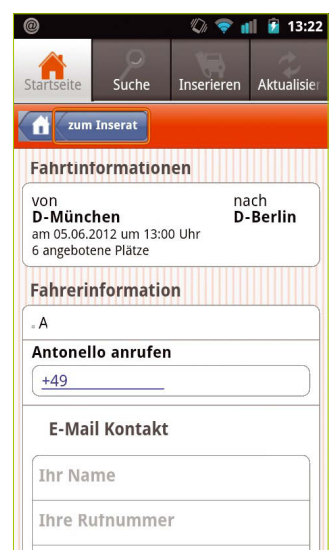 @ 13:22
Startseite Suche Inserieren Aktualisier
zum Inserat
Fahrtinformationen
von nach
D-München D-Berlin
am 05.06.2012 um 13:00 Uhr
6 angebotene Plätze
Fahrerinformation
A
Antonello anrufen
+49
E-Mail Kontakt
Ihr Name
Ihre Rufnummer